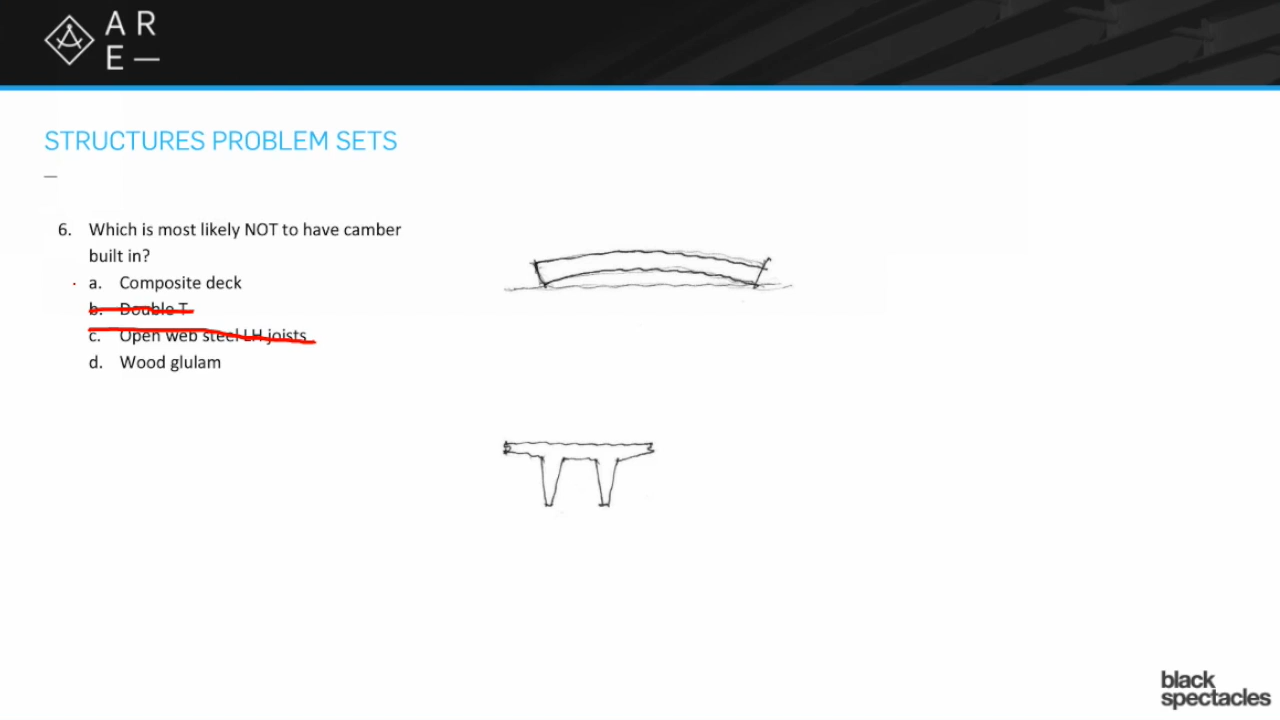 A R
E —
STRUCTURES PROBLEM SETS
—
6. Which is most likely NOT to have camber
built in?
a. Composite deck
b. Double T
c. Open web steel LH joists
d. Wood glulam
black
spectacles